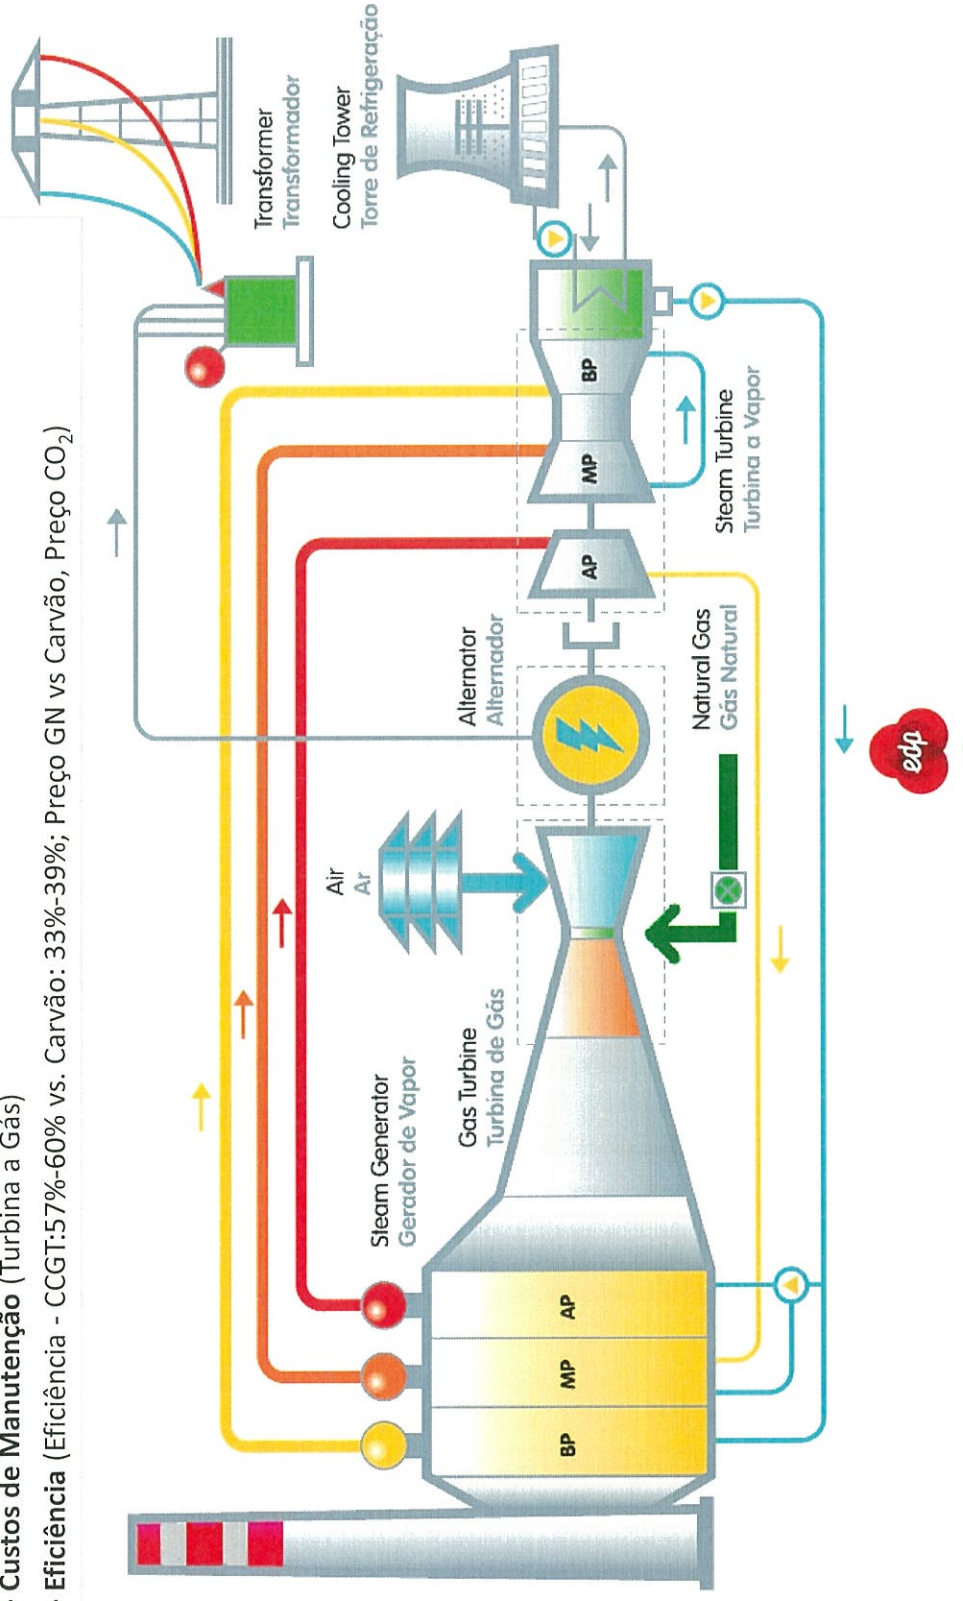 Custos de Manutenção (Turbina a Gás)
Eficiência (Eficiência - CCGT:57%-60% vs. Carvão: 33%-39%; Preço GN vs Carvão, Preço CO2)
Transformer
Transformador
Cooling Tower
Torre de Refrigeração
Air
Ar
Steam Generator
Gerador de Vapor
Gas Turbine
Turbina de Gás
Alternator
Alternador
BP
MP
AP
AP
MP
BP
Natural Gas
Gás Natural
Steam Turbine
Turbina a Vapor
edp